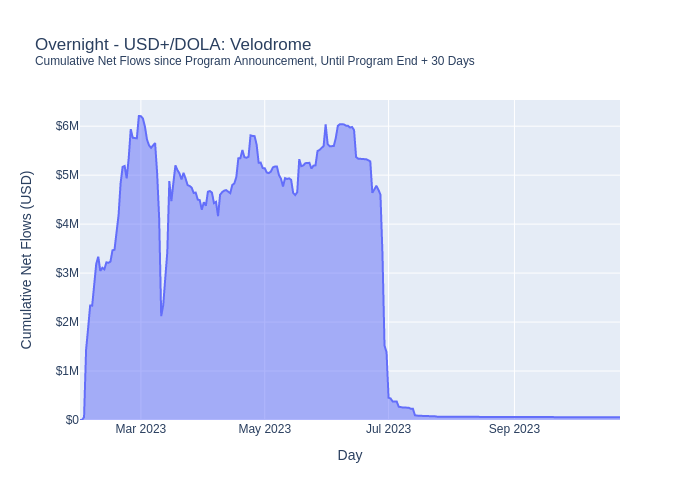 Overnight - USD+/DOLA: Velodrome
Cumulative Net Flows since Program Announcement, Until Program End + 30 Days
Cumulative Net Flows (USD)
$6M
$5M
$4M
$3M
$2M
$1M
$0
Mar 2023
May 2023
Jul 2023
Sep 2023
Day